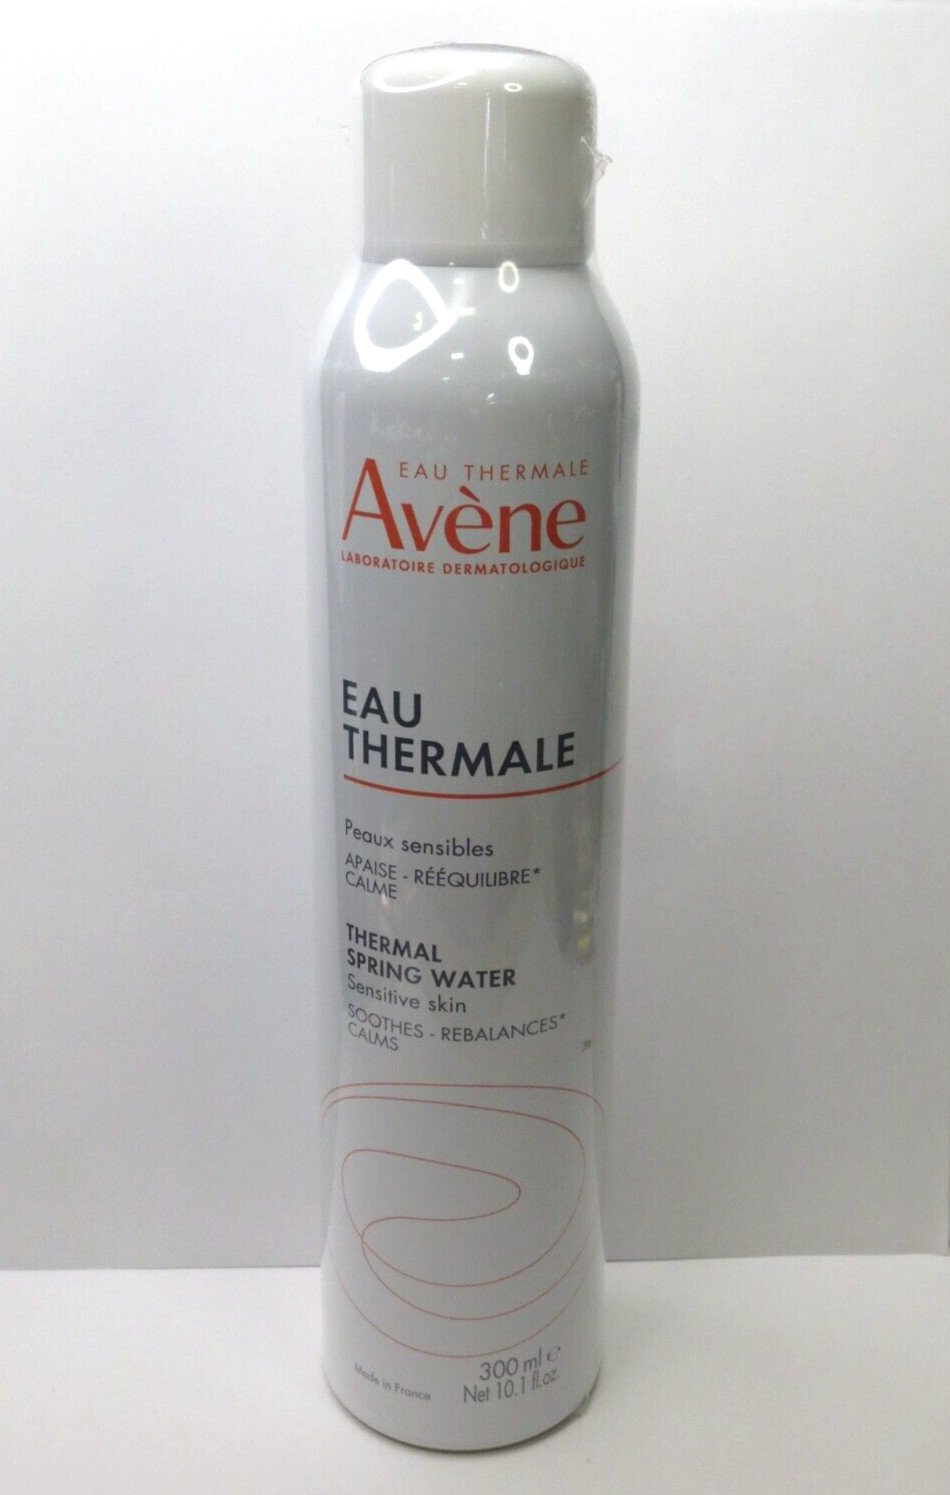 EAU THERMALE
Avène
LABORATOIRE DERMATOLOGIQUE
EAU
THERMALE
Peaux sensibles
APAISE - RÉÉQUILIBRE*
CALME
THERMAL
SPRING WATER
Sensitive skin
SOOTHES - REBALANCES*
CALMS
Made in France
300 ml ℮
Net 10.1 fl.oz.